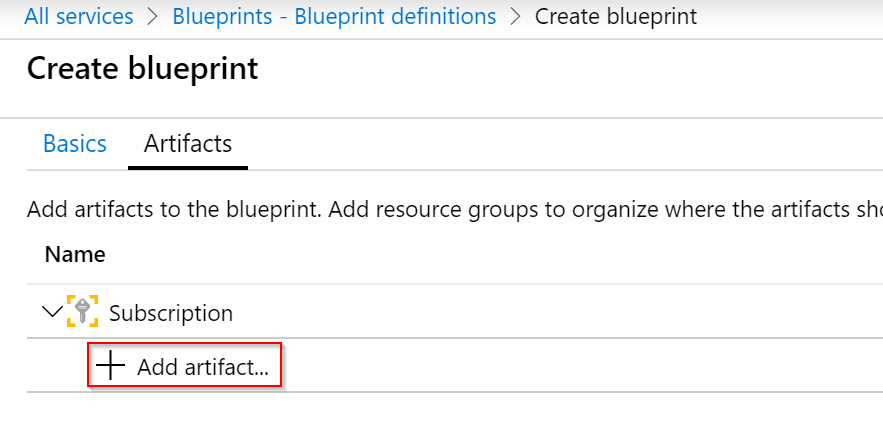 All services > Blueprints - Blueprint definitions > Create blueprint
Create blueprint
Basics Artifacts
Add artifacts to the blueprint. Add resource groups to organize where the artifacts
Name
Subscription
Add artifact...